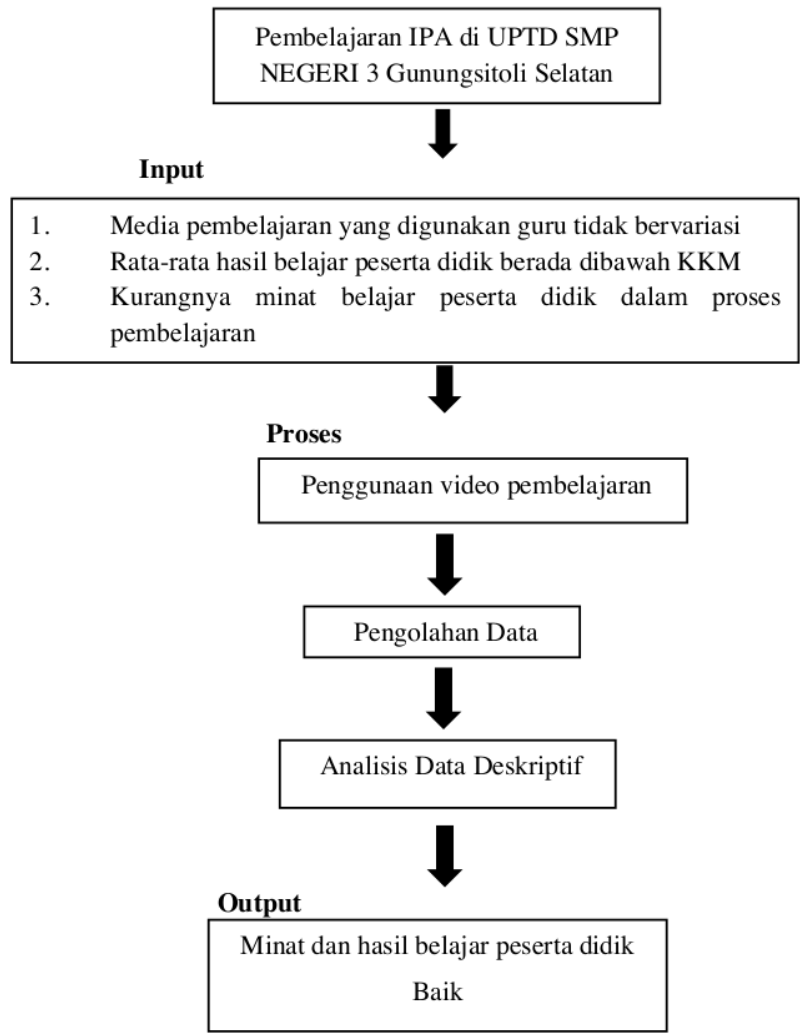 Pembelajaran IPA di UPTD SMP
NEGERI 3 Gunungsitoli Selatan
Input
1. Media pembelajaran yang digunakan guru tidak bervariasi
2. Rata-rata hasil belajar peserta didik berada dibawah KKM
3. Kurangnya minat belajar peserta didik dalam proses
pembelajaran
Proses
Penggunaan video pembelajaran
Pengolahan Data
Analisis Data Deskriptif
Output
Minat dan hasil belajar peserta didik
Baik